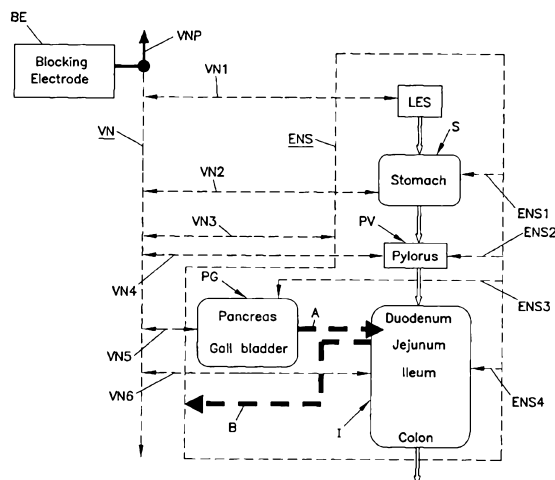 BE
VNP
Blocking
Electrode
VN1
LES
VN
ENS
S
Stomach
VN2
ENS1
VN3
PV
ENS2
Pylorus
VN4
PG
ENS3
A
Pancreas
Duodenum
Gall bladder
Jejunum
VN5
Ileum
VN6
ENS4
B
I
Colon